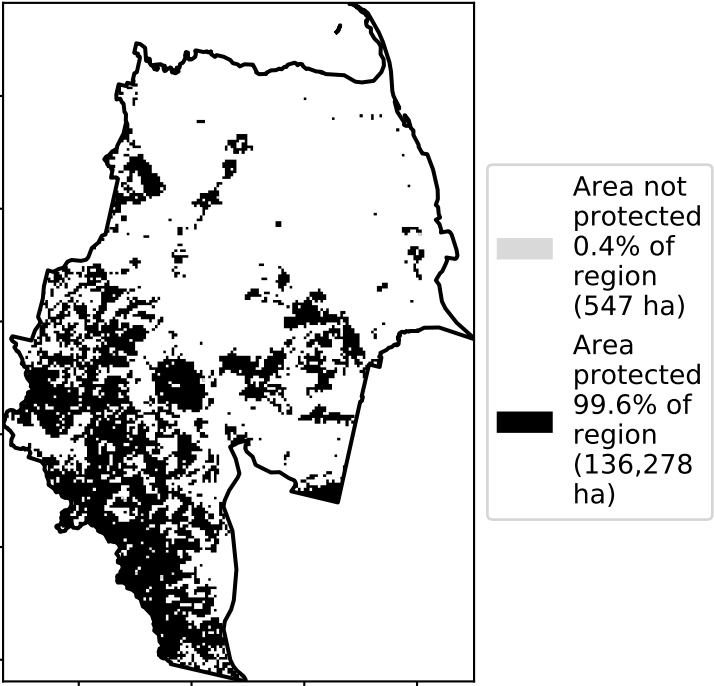 Area not
protected
0.4% of
region
(547 ha)
Area
protected
99.6% of
region
(136,278
ha)